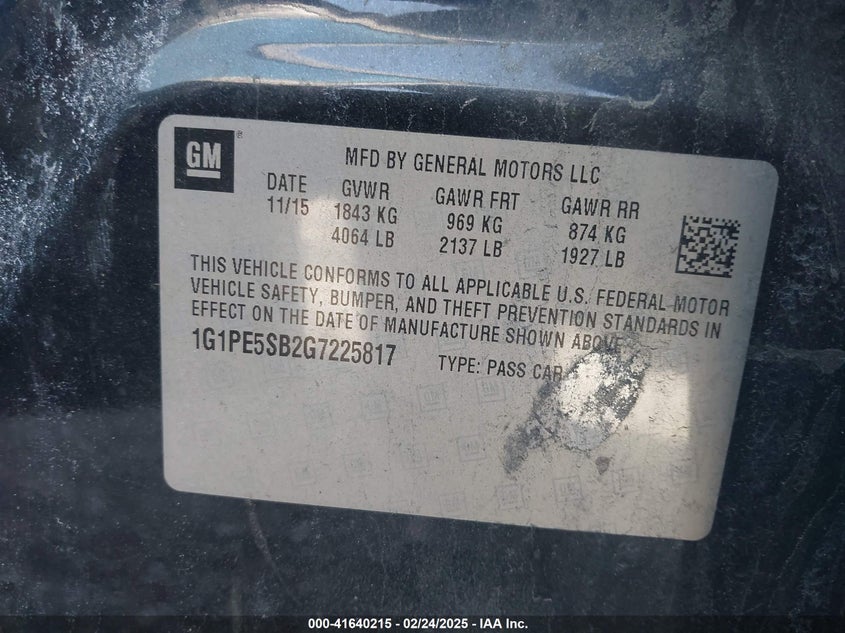 GM ®
MFD BY GENERAL MOTORS LLC
DATE GVWR GAWR FRT GAWR RR
11/15 1843 KG 969 KG 874 KG
4064 LB 2137 LB 1927 LB
THIS VEHICLE CONFORMS TO ALL APPLICABLE U.S. FEDERAL MOTOR
VEHICLE SAFETY, BUMPER, AND THEFT PREVENTION STANDARDS IN
EFFECT ON THE DATE OF MANUFACTURE SHOWN ABOVE
1G1PE5SB2G7225817 TYPE: PASS CAR
000-41640215 - 02/24/2025 - IAA Inc.